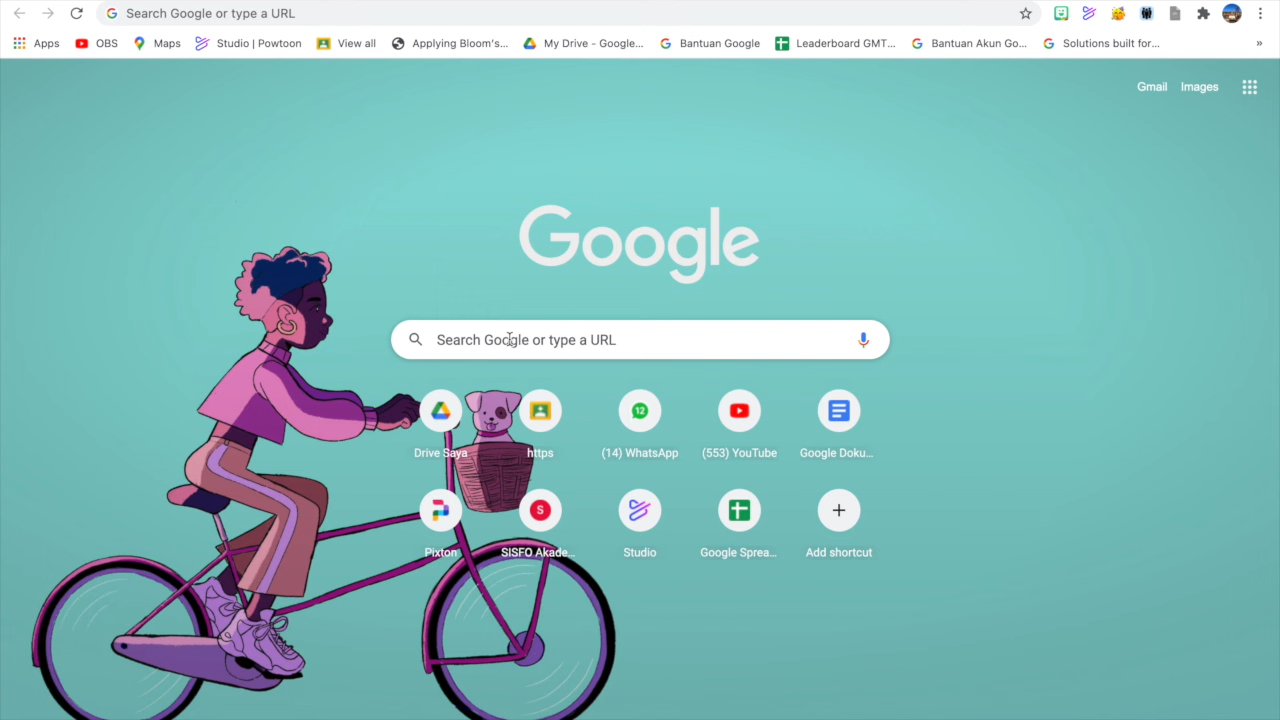 Search Google or type a URL
Apps OBS Maps Studio | Powtoon View all Applying Bloom's... My Drive - Google... Bantuan Google Leaderboard GMT... Bantuan Akun Go... Solutions built for... »
Gmail Images
Google
Search Google or type a URL
12
Drive Saya https (14) WhatsApp (553) YouTube Google Doku...
S
Pixton SISFO Akade... Studio Google Sprea... Add shortcut